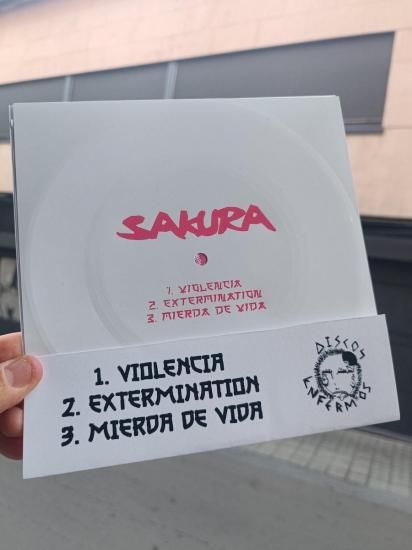 SAKURA
1. VIOLENCIA
2. EXTERMINATION
3. MIERDA DE VIDA
1. VIOLENCIA
2. EXTERMINATION
3. MIERDA DE VIDA
DISCOS
ENFERMOS